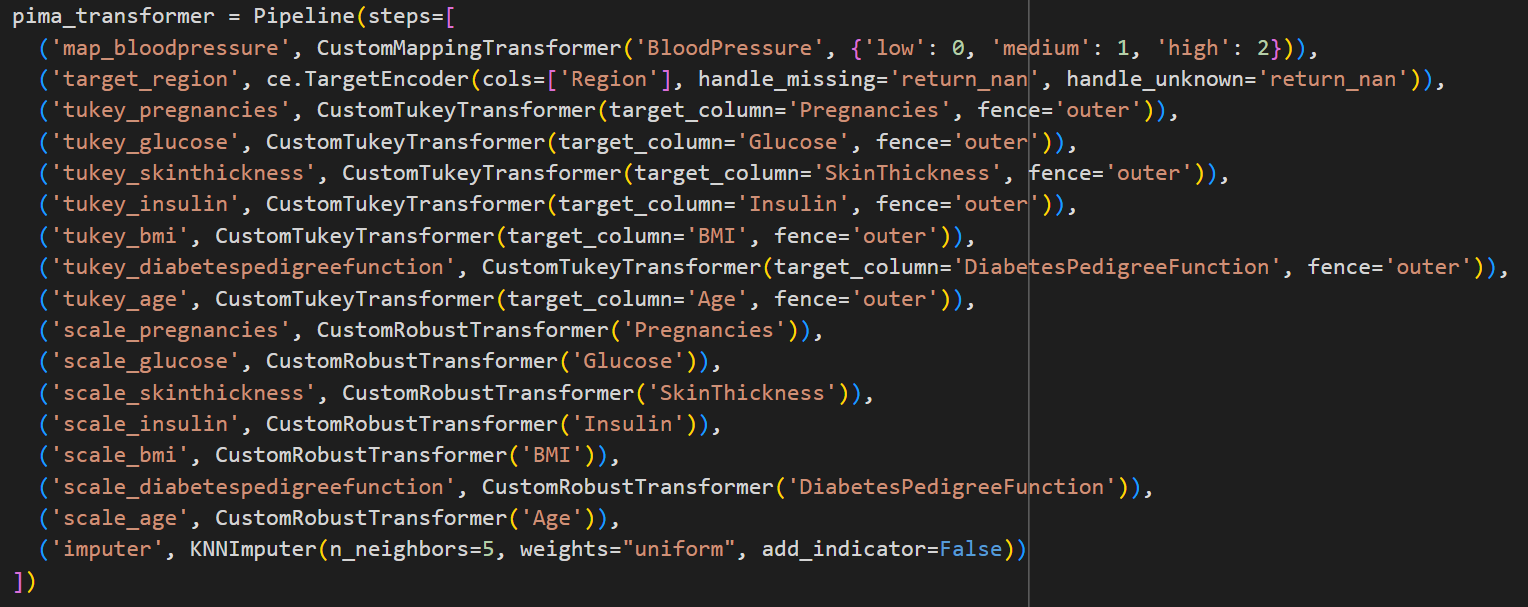 pima_transformer = Pipeline(steps=[
  ('map_bloodpressure', CustomMappingTransformer('BloodPressure', {'low': 0, 'medium': 1, 'high': 2})),
  ('target_region', ce.TargetEncoder(cols=['Region'], handle_missing='return_nan', handle_unknown='return_nan')),
  ('tukey_pregnancies', CustomTukeyTransformer(target_column='Pregnancies', fence='outer')),
  ('tukey_glucose', CustomTukeyTransformer(target_column='Glucose', fence='outer')),
  ('tukey_skinthickness', CustomTukeyTransformer(target_column='SkinThickness', fence='outer')),
  ('tukey_insulin', CustomTukeyTransformer(target_column='Insulin', fence='outer')),
  ('tukey_bmi', CustomTukeyTransformer(target_column='BMI', fence='outer')),
  ('tukey_diabetespedigreefunction', CustomTukeyTransformer(target_column='DiabetesPedigreeFunction', fence='outer')),
  ('tukey_age', CustomTukeyTransformer(target_column='Age', fence='outer')),
  ('scale_pregnancies', CustomRobustTransformer('Pregnancies')),
  ('scale_glucose', CustomRobustTransformer('Glucose')),
  ('scale_skinthickness', CustomRobustTransformer('SkinThickness')),
  ('scale_insulin', CustomRobustTransformer('Insulin')),
  ('scale_bmi', CustomRobustTransformer('BMI')),
  ('scale_diabetespedigreefunction', CustomRobustTransformer('DiabetesPedigreeFunction')),
  ('scale_age', CustomRobustTransformer('Age')),
  ('imputer', KNNImputer(n_neighbors=5, weights="uniform", add_indicator=False))
])